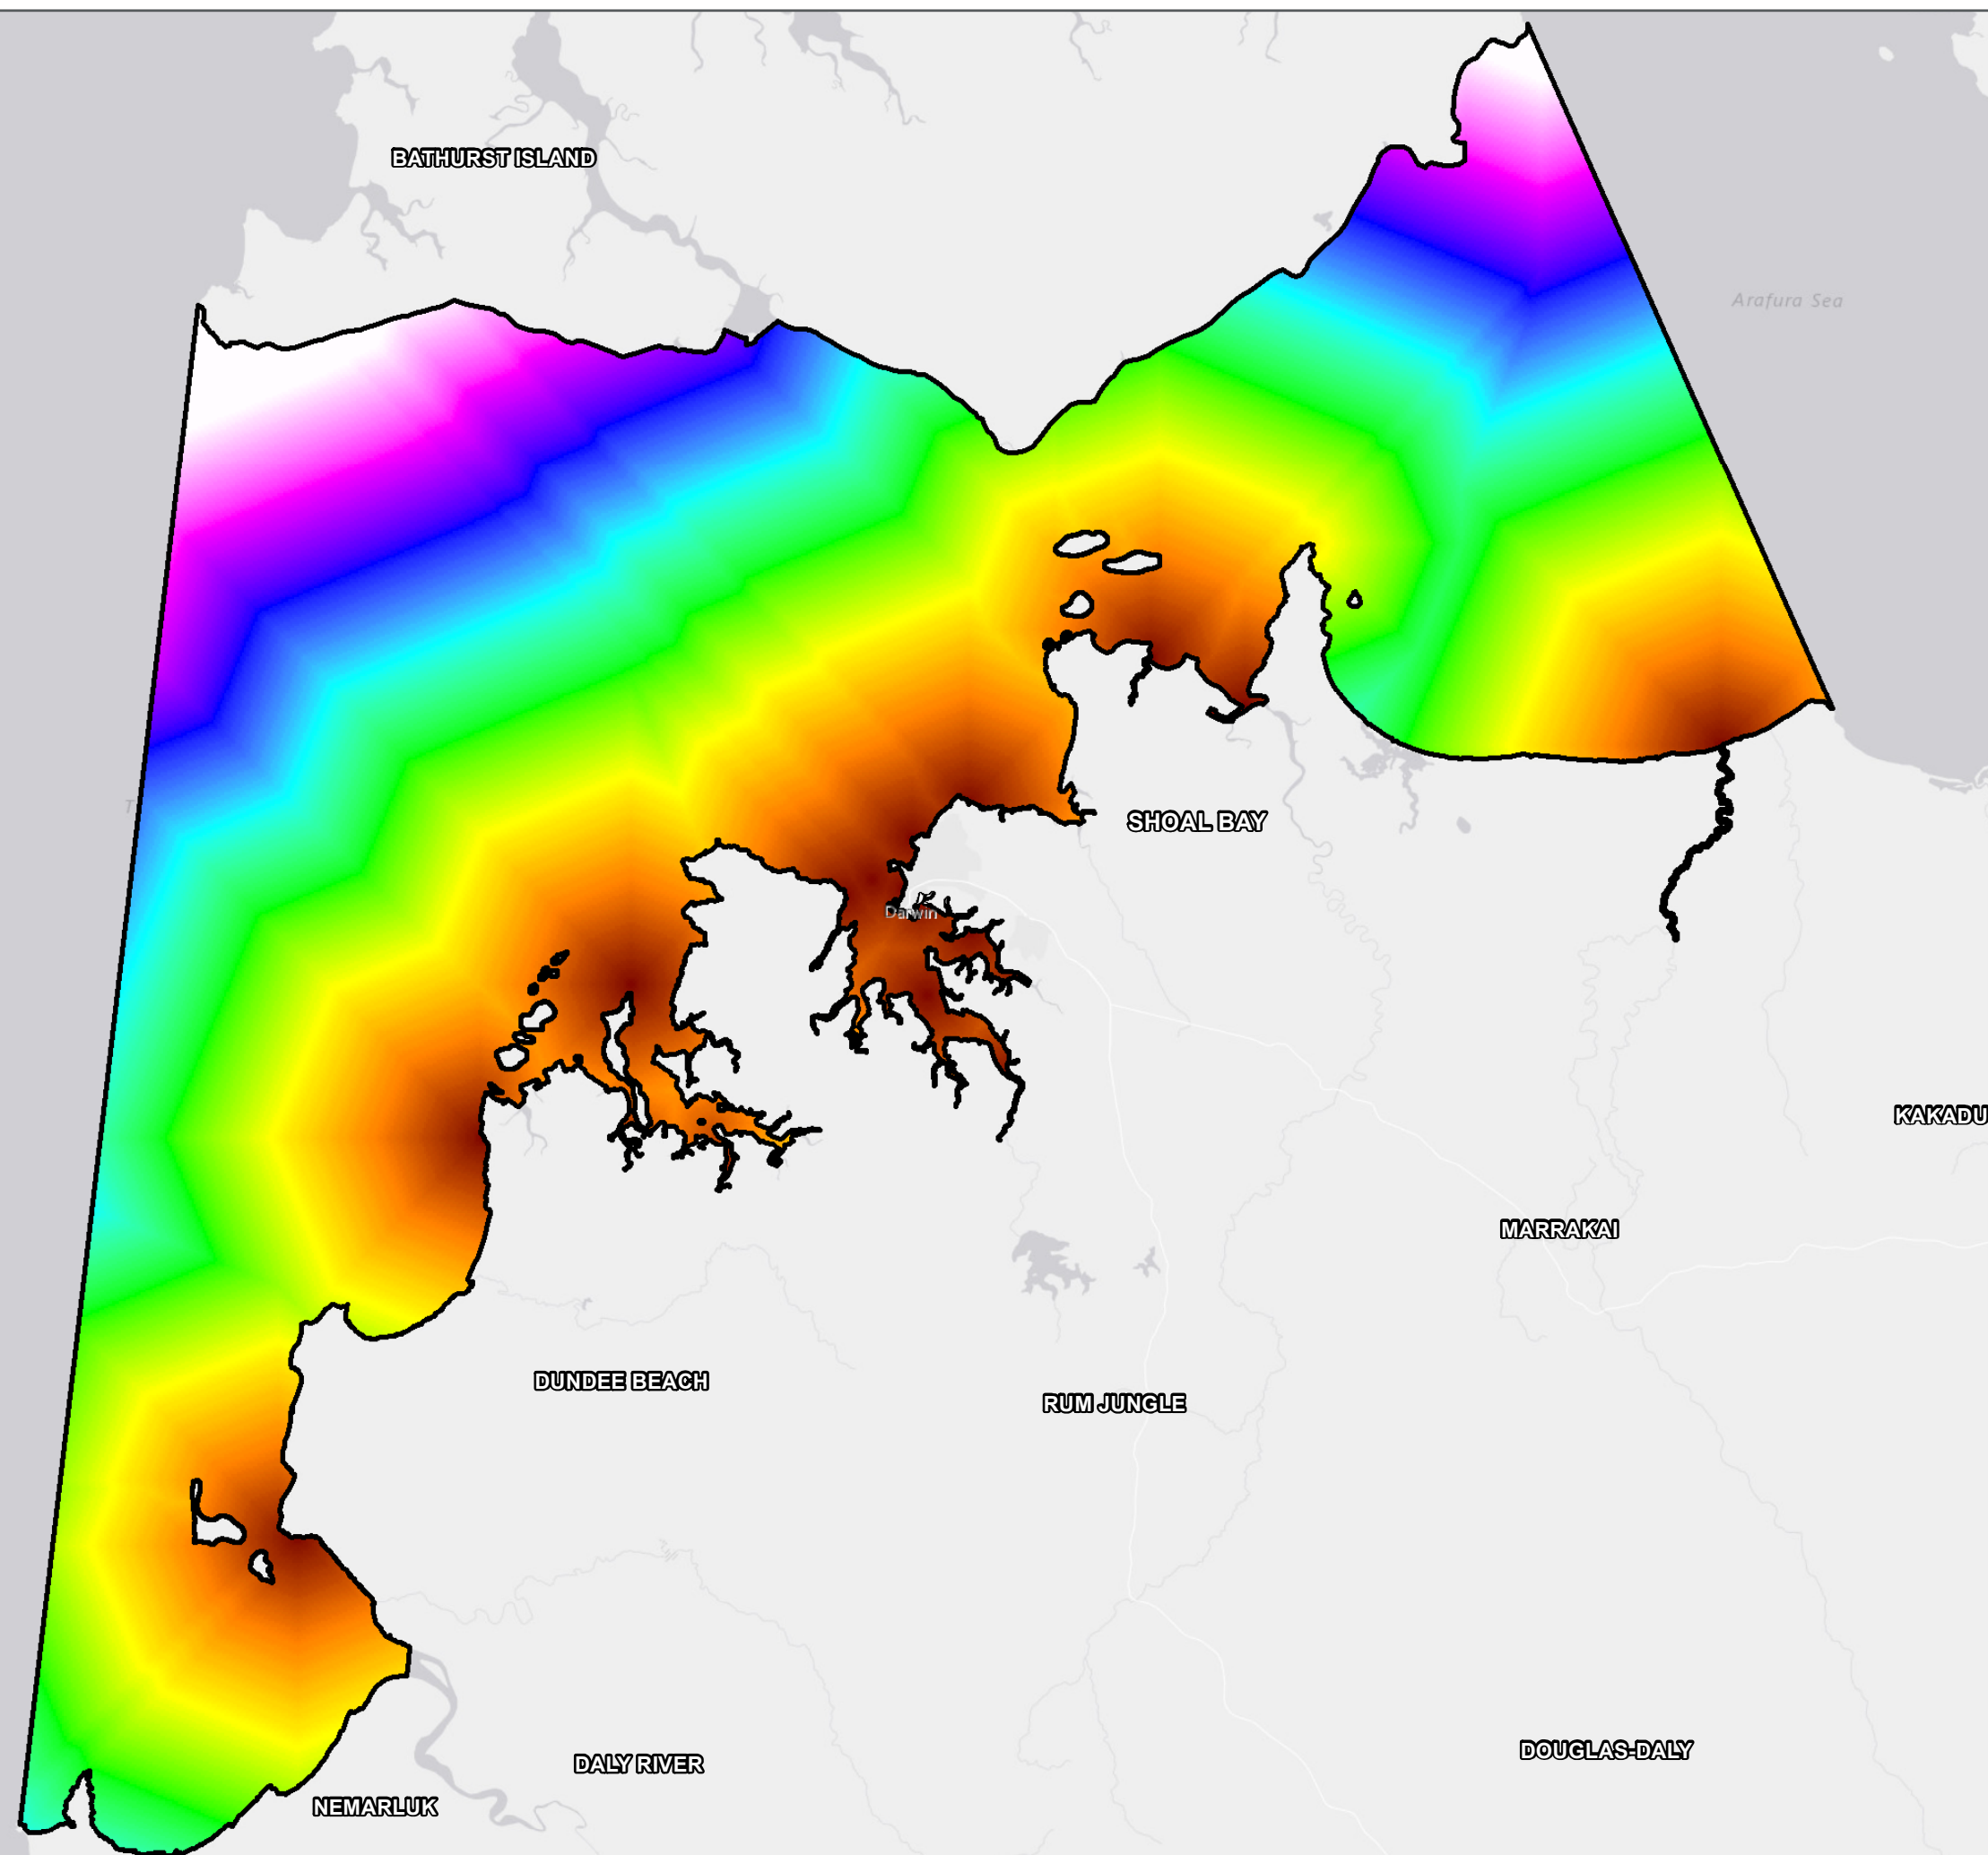 BATHURST ISLAND
Arafura Sea
SHOAL BAY
Darwin
KAKADU
MARRAKAI
DUNDEE BEACH
RUM JUNGLE
DOUGLAS-DALY
DALY RIVER
NEMARLUK